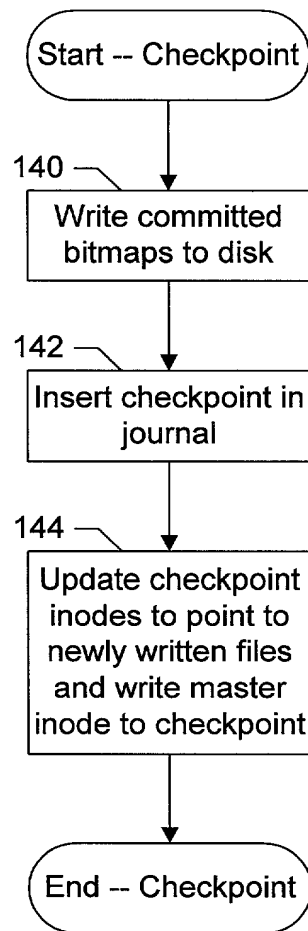 Start -- Checkpoint
140
Write committed
bitmaps to disk
142
Insert checkpoint in
journal
144
Update checkpoint
inodes to point to
newly written files
and write master
inode to checkpoint
End -- Checkpoint